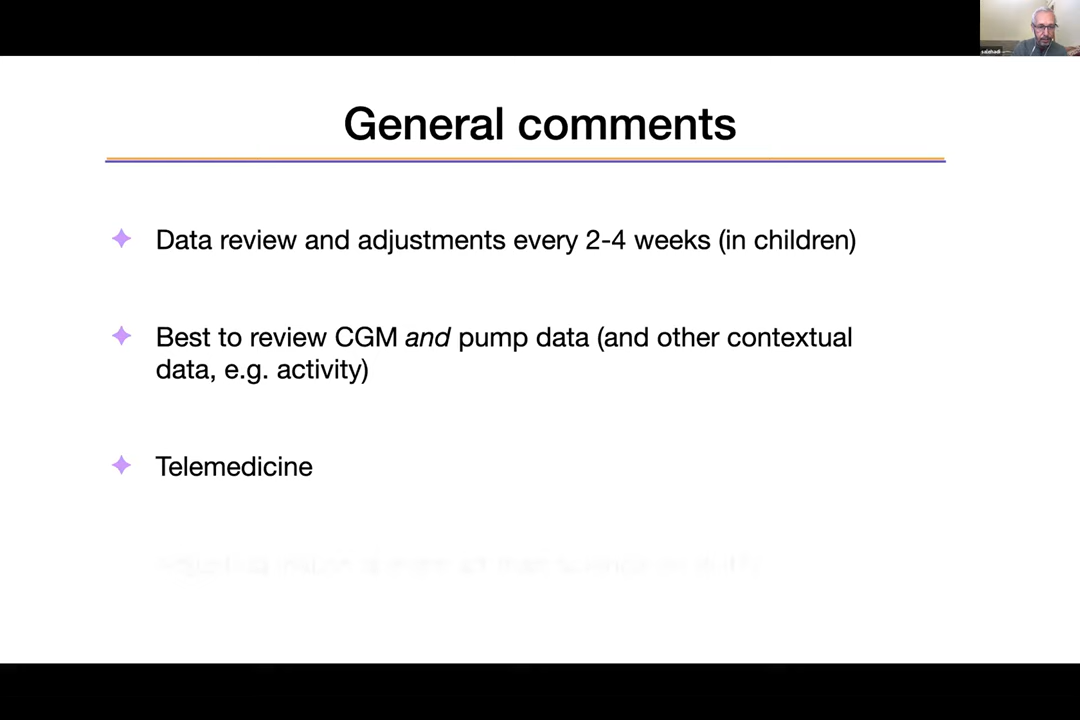 General comments
Data review and adjustments every 2-4 weeks (in children)
Best to review CGM and pump data (and other contextual
data, e.g. activity)
Telemedicine